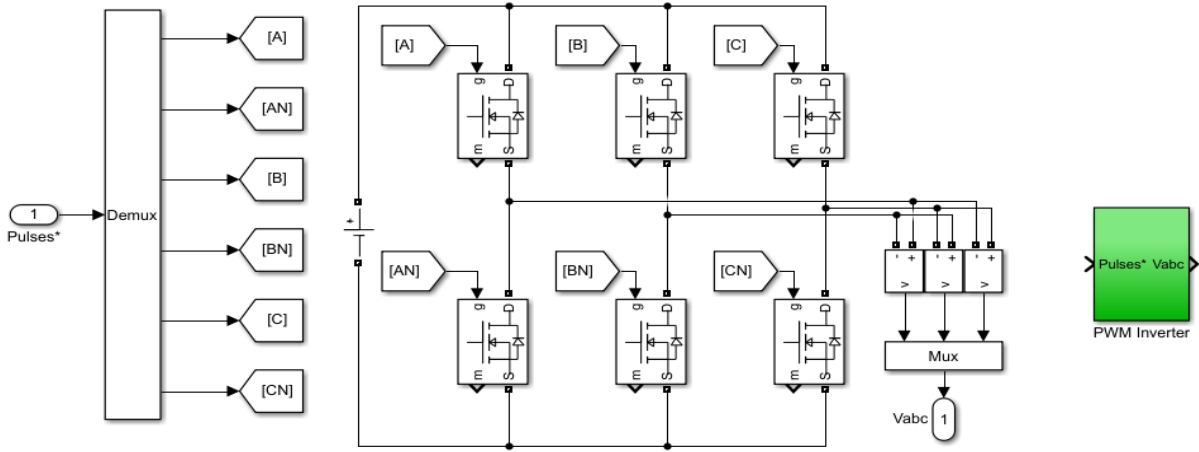 [A]
[AN]
[B]
[BN]
[C]
[CN]
1
Pulses*
Demux
[A]
[B]
[C]
g
D
m
S
g
D
m
S
g
D
m
S
+
[AN]
[BN]
[CN]
g
D
m
S
g
D
m
S
g
D
m
S
- +
- +
- +
v
v
v
Mux
Vabc
1
Pulses* Vabc
PWM Inverter